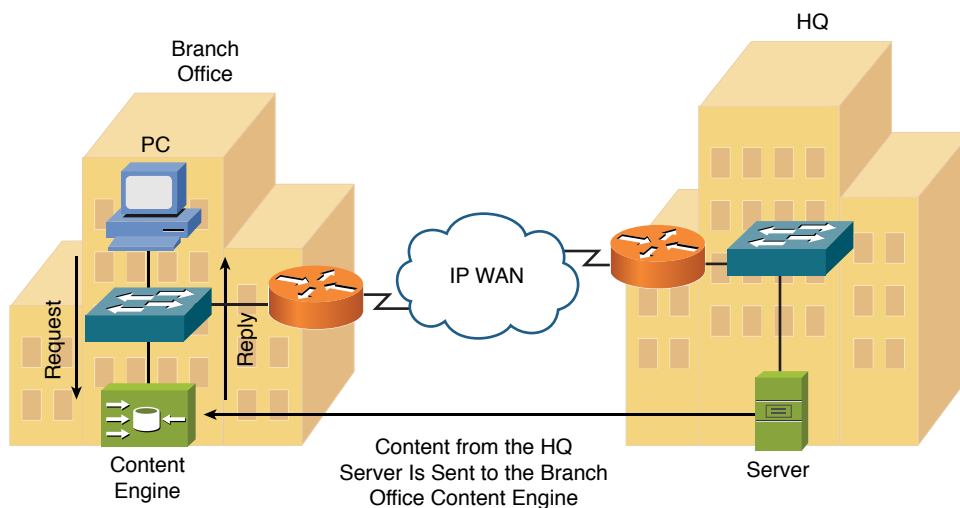 HQ
Branch
Office
PC
IP WAN
Request
Reply
Content
Engine
Content from the HQ
Server Is Sent to the Branch
Office Content Engine
Server